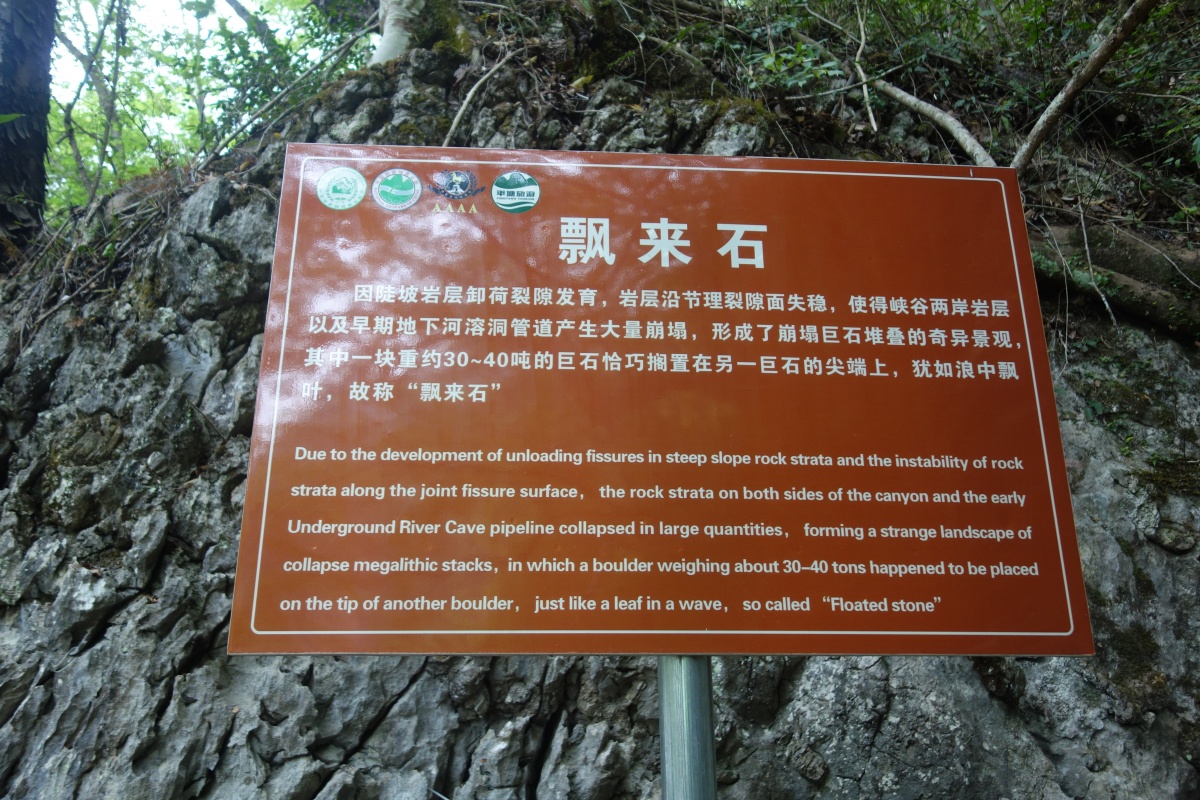 AAAA
平塘旅游
飘来石
因陡坡岩层卸荷裂隙发育，岩层沿节理裂隙面失稳，使得峡谷两岸岩层
以及早期地下河溶洞管道产生大量崩塌，形成了崩塌巨石堆叠的奇异景观，
其中一块重约30~40吨的巨石恰巧搁置在另一巨石的尖端上，犹如浪中飘
叶，故称“飘来石”
Due to the development of unloading fissures in steep slope rock strata and the instability of rock
strata along the joint fissure surface， the rock strata on both sides of the canyon and the early
Underground River Cave pipeline collapsed in large quantities， forming a strange landscape of
collapse megalithic stacks，in which a boulder weighing about 30-40 tons happened to be placed
on the tip of another boulder， just like a leaf in a wave， so called “Floated stone”